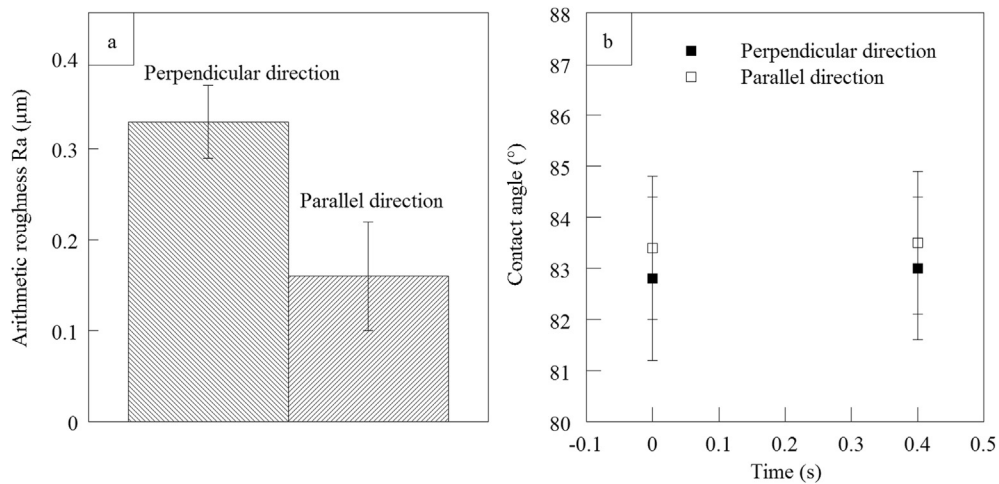 a
Perpendicular direction
Parallel direction
Arithmetic roughness Ra (μm)
0.4
0.3
0.2
0.1
0
b
Perpendicular direction
Parallel direction
Contact angle (°)
88
87
86
85
84
83
82
81
80
-0.1 0 0.1 0.2 0.3 0.4 0.5
Time (s)